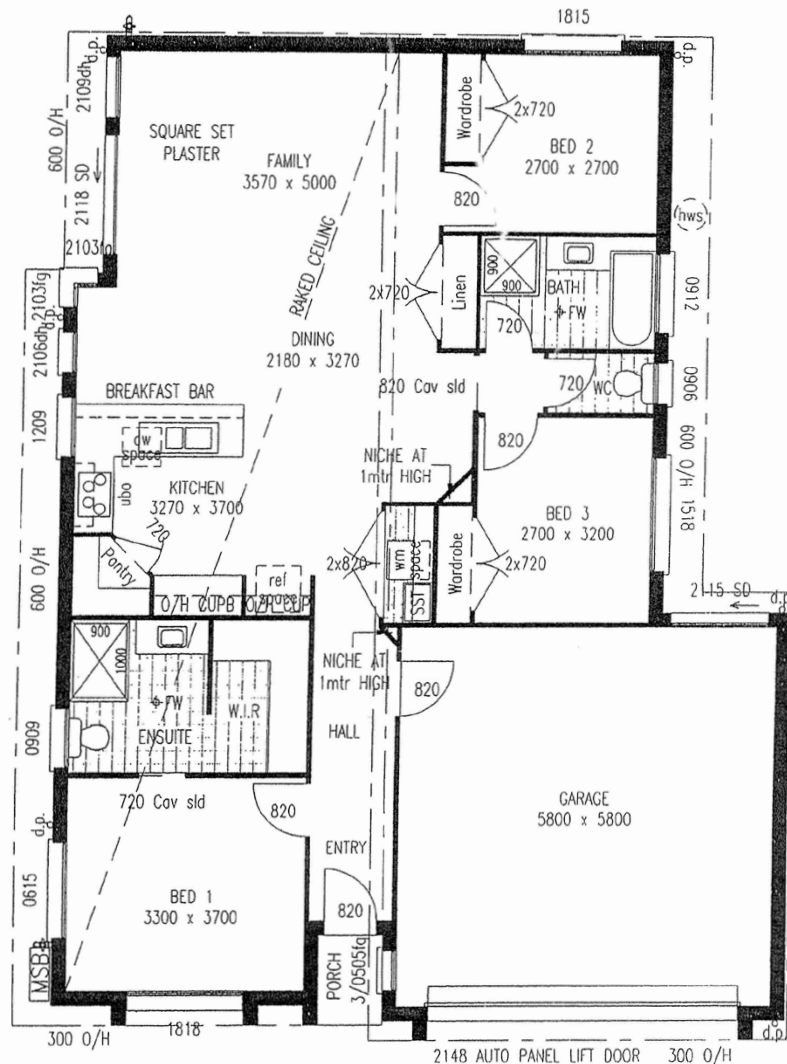 1815
d.p.
d.p.
2109dh
600 O/H
SQUARE SET
PLASTER
FAMILY
3570 x 5000
Wardrobe
2x720
BED 2
2700 x 2700
2118 SD
820
hws
2103fg
RAKED CEILING
2x720
Linen
900
900
BATH
FW
0912
2103fg
d.p.
2106dh
DINING
2180 x 3270
720
820 Cav sld
720
WC
0906
BREAKFAST BAR
1209
dw
space
NICHE AT
1mtr HIGH
820
600 O/H
1518
ubo
KITCHEN
3270 x 3700
BED 3
2700 x 3200
720
Pantry
2x820
wm
space
SST
Wardrobe
2x720
ref
space
O/H CUPB
600 O/H
2115 SD
d.p.
900
1000
FW
ENSUITE
W.I.R
NICHE AT
1mtr HIGH
820
HALL
0909
720 Cav sld
820
GARAGE
5800 x 5800
d.p.
ENTRY
0615
BED 1
3300 x 3700
820
MSB
PORCH
3/0505fg
1818
300 O/H
2148 AUTO PANEL LIFT DOOR
300 O/H
d.p.